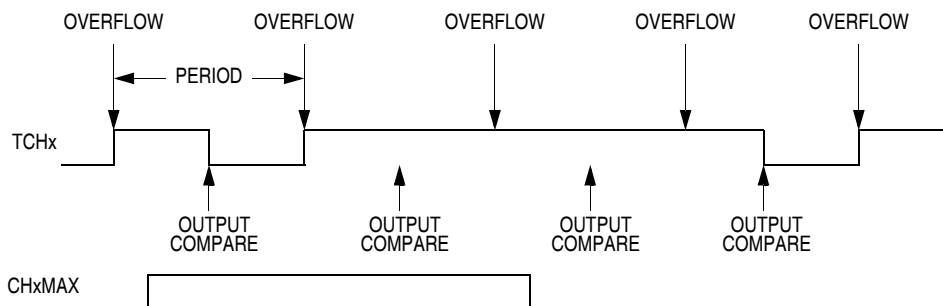 OVERFLOW OVERFLOW OVERFLOW OVERFLOW OVERFLOW
PERIOD
TCHx
OUTPUT COMPARE
OUTPUT COMPARE
OUTPUT COMPARE
OUTPUT COMPARE
CHxMAX